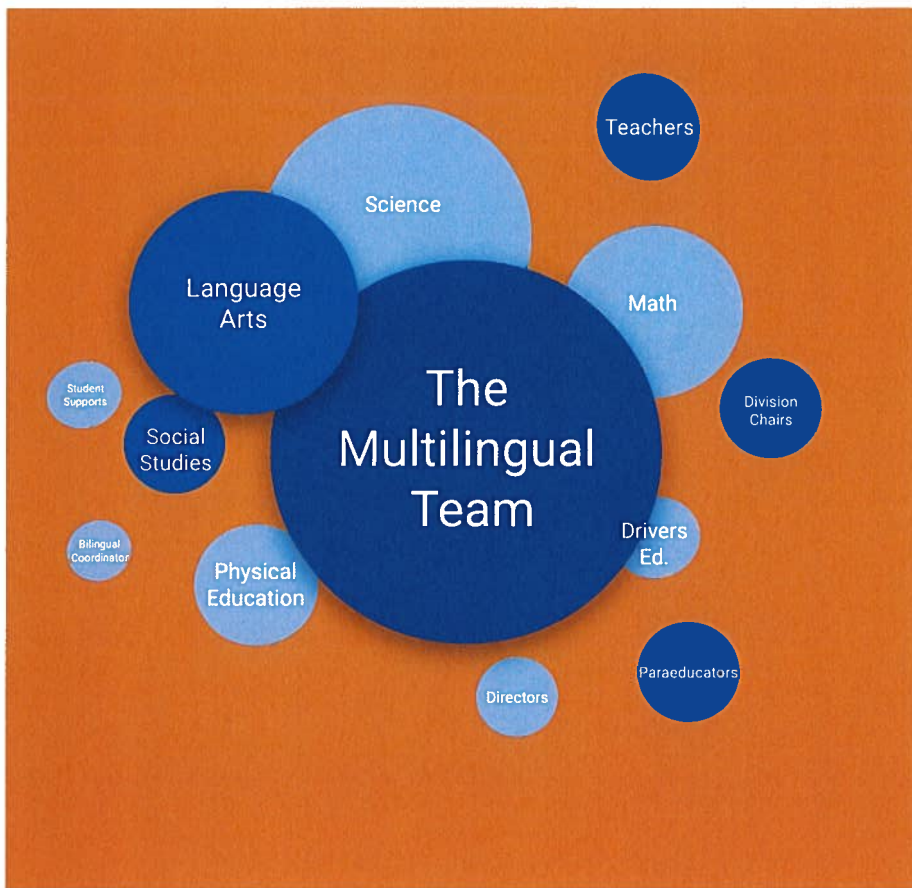 Teachers
Science
Language
Arts
Math
The
Multilingual
Team
Student
Supports
Division
Chairs
Social
Studies
Drivers
Ed.
Bilingual
Coordinator
Physical
Education
Paraeducators
Directors